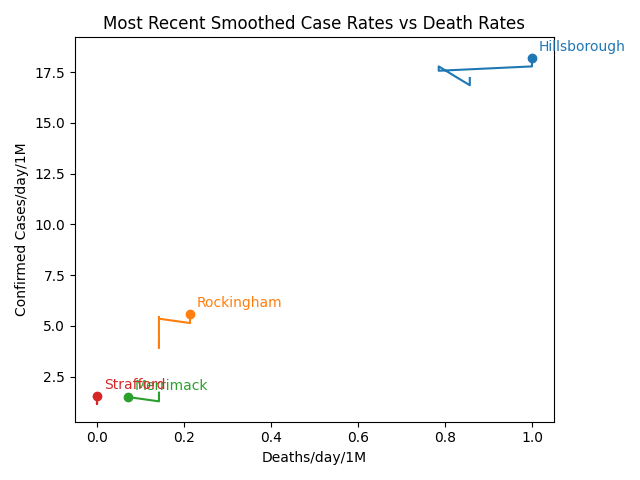 Most Recent Smoothed Case Rates vs Death Rates
Hillsborough
17.5
15.0
12.5
10.0
7.5
5.0
2.5
Confirmed Cases/day/1M
Rockingham
Strafford
Merrimack
0.0
0.2
0.4
0.6
0.8
1.0
Deaths/day/1M